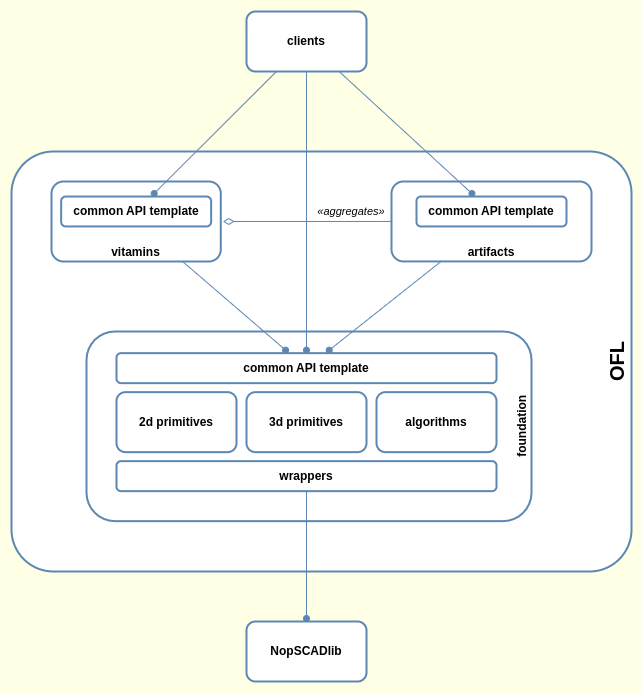 clients
common API template
«aggregates»
common API template
vitamins
artifacts
OFL
common API template
2d primitives
3d primitives
algorithms
foundation
wrappers
NopSCADlib